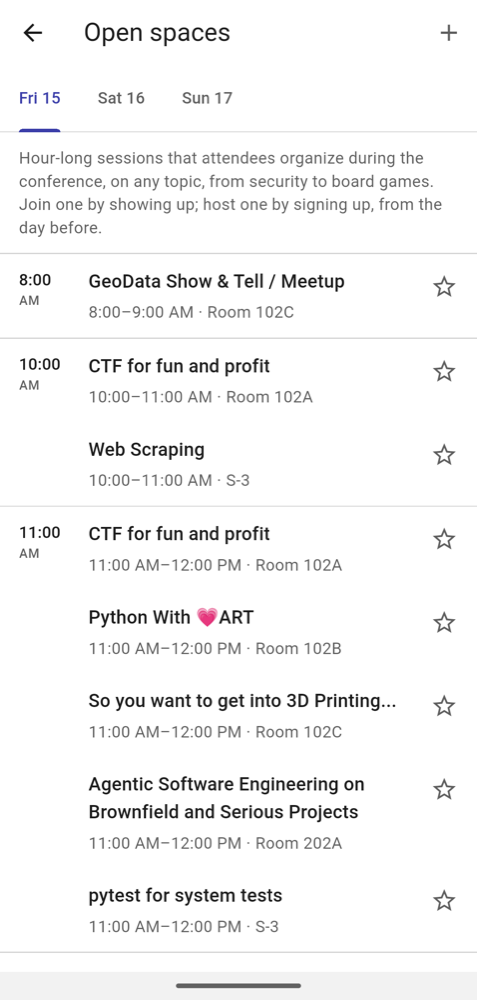 Open spaces
Fri 15
Sat 16
Sun 17
Hour-long sessions that attendees organize during the
conference, on any topic, from security to board games.
Join one by showing up; host one by signing up, from the
day before.
8:00
AM
GeoData Show & Tell / Meetup
8:00–9:00 AM · Room 102C
10:00
AM
CTF for fun and profit
10:00–11:00 AM · Room 102A
Web Scraping
10:00–11:00 AM · S-3
11:00
AM
CTF for fun and profit
11:00 AM–12:00 PM · Room 102A
Python With 💗ART
11:00 AM–12:00 PM · Room 102B
So you want to get into 3D Printing...
11:00 AM–12:00 PM · Room 102C
Agentic Software Engineering on
Brownfield and Serious Projects
11:00 AM–12:00 PM · Room 202A
pytest for system tests
11:00 AM–12:00 PM · S-3